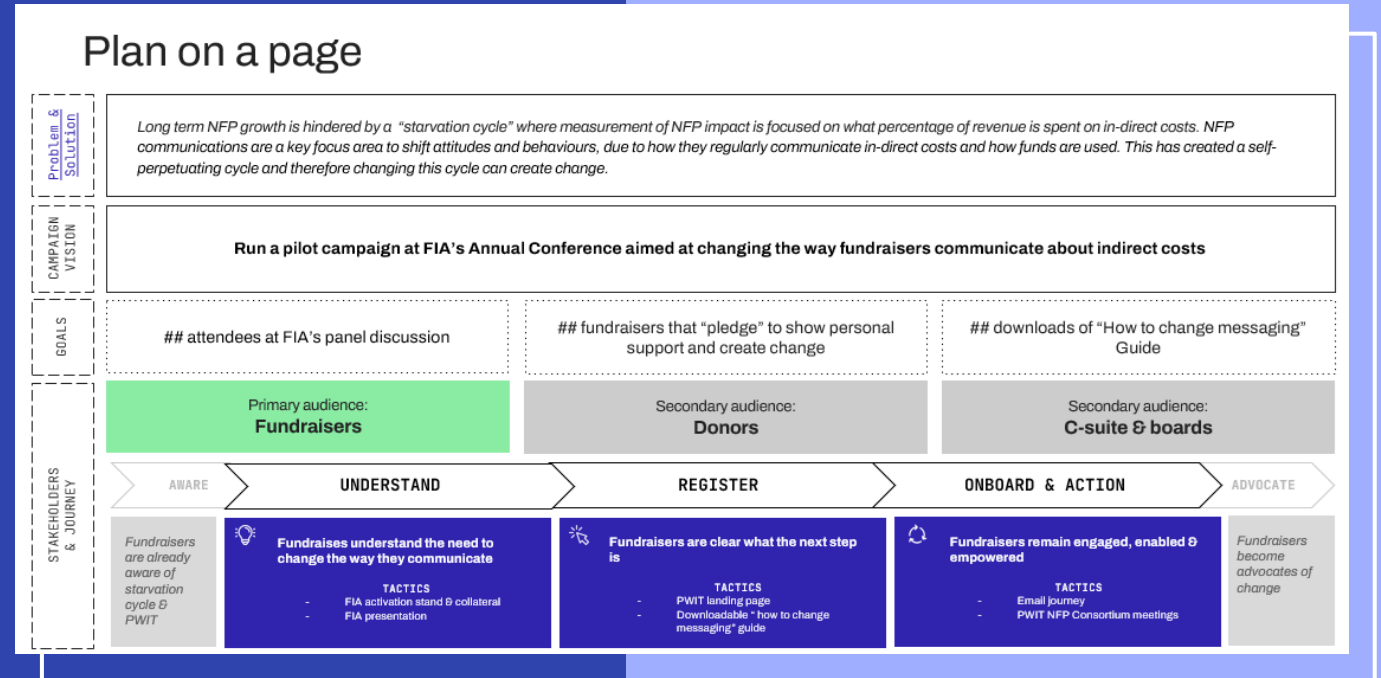 Plan on a page
Problem &
Solution
Long term NFP growth is hindered by a “starvation cycle” where measurement of NFP impact is focused on what percentage of revenue is spent on in-direct costs. NFP
communications are a key focus area to shift attitudes and behaviours, due to how they regularly communicate in-direct costs and how funds are used. This has created a self-
perpetuating cycle and therefore changing this cycle can create change.
CAMPAIGN
VISION
Run a pilot campaign at FIA’s Annual Conference aimed at changing the way fundraisers communicate about indirect costs
GOALS
## attendees at FIA’s panel discussion
## fundraisers that “pledge” to show personal
support and create change
## downloads of “How to change messaging”
Guide
STAKEHOLDERS
& JOURNEY
Primary audience:
Fundraisers
Secondary audience:
Donors
Secondary audience:
C-suite & boards
AWARE
UNDERSTAND
REGISTER
ONBOARD & ACTION
ADVOCATE
Fundraisers
are already
aware of
starvation
cycle &
PWIT
Fundraises understand the need to
change the way they communicate
TACTICS
- FIA activation stand & collateral
- FIA presentation
Fundraisers are clear what the next step
is
TACTICS
- PWIT landing page
- Downloadable “ how to change
messaging” guide
Fundraisers remain engaged, enabled &
empowered
TACTICS
- Email journey
- PWIT NFP Consortium meetings
Fundraisers
become
advocates of
change